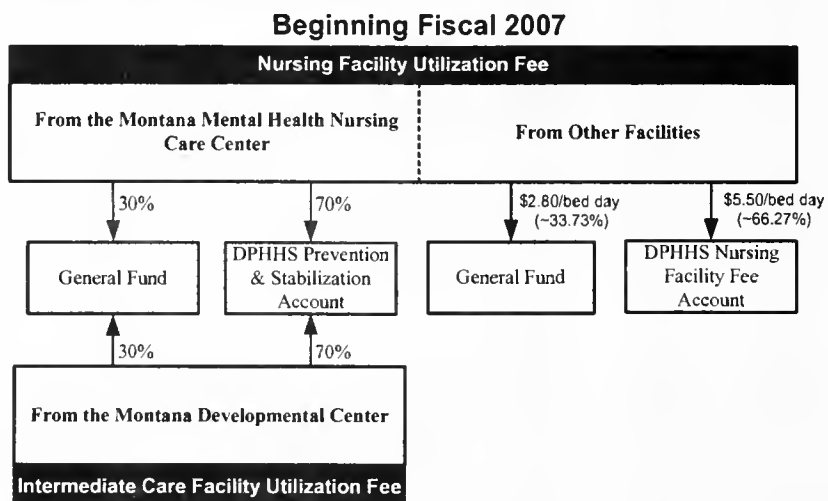 Beginning Fiscal 2007
Nursing Facility Utilization Fee
From the Montana Mental Health Nursing
Care Center
From Other Facilities
30%
70%
$2.80/bed day
(~33.73%)
$5.50/bed day
(~66.27%)
General Fund
DPHHS Prevention
& Stabilization
Account
General Fund
DPHHS Nursing
Facility Fee
Account
30%
70%
From the Montana Developmental Center
Intermediate Care Facility Utilization Fee